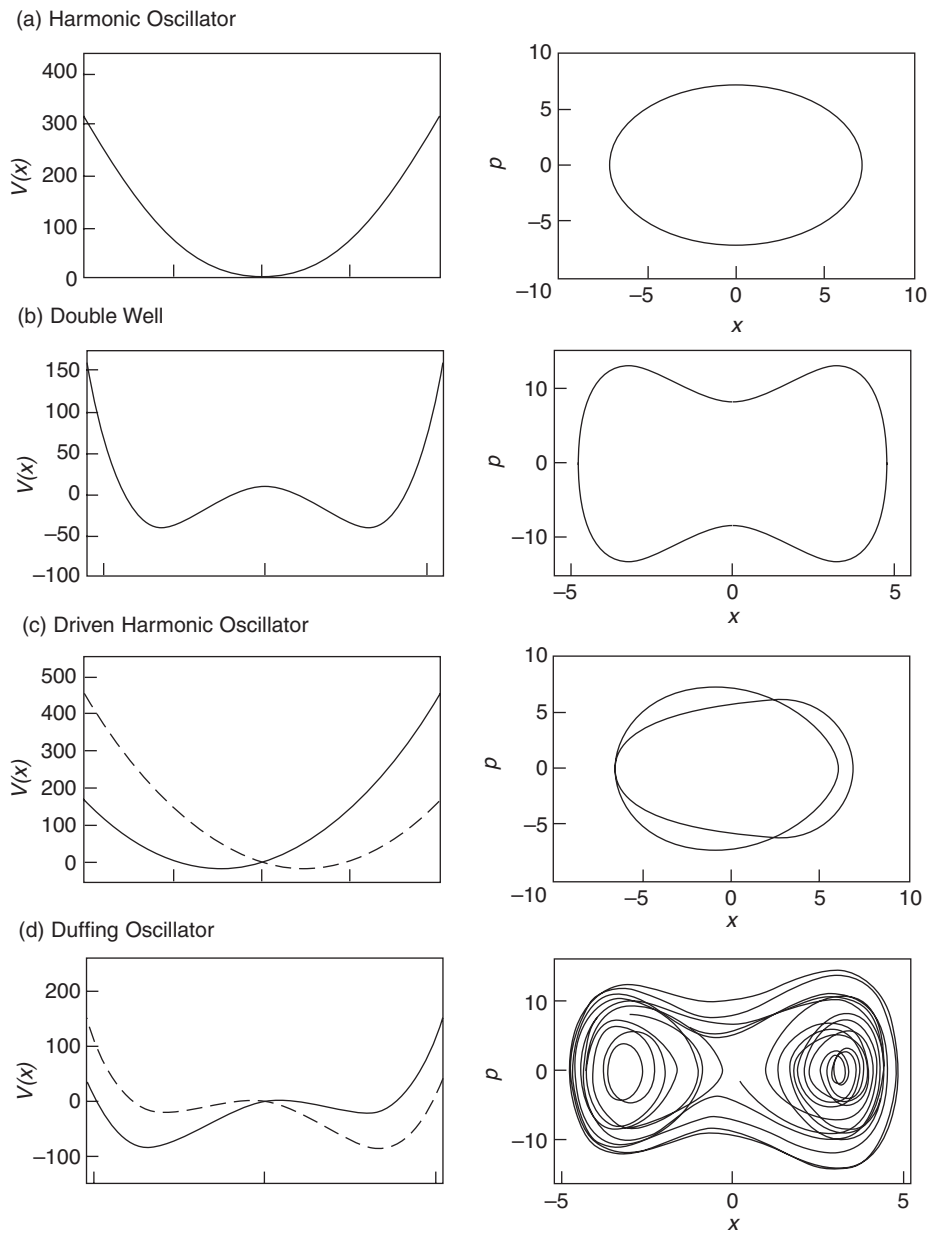 (a) Harmonic Oscillator
400
300
200
100
0
V(x)
10
5
0
−5
−10
p
−5 0 5 10
x
(b) Double Well
150
100
50
0
−50
−100
V(x)
10
0
−10
p
−5 0 5
x
(c) Driven Harmonic Oscillator
500
400
300
200
100
0
V(x)
10
5
0
−5
−10
p
−5 0 5 10
x
(d) Duffing Oscillator
200
100
0
−100
V(x)
10
0
−10
p
−5 0 5
x